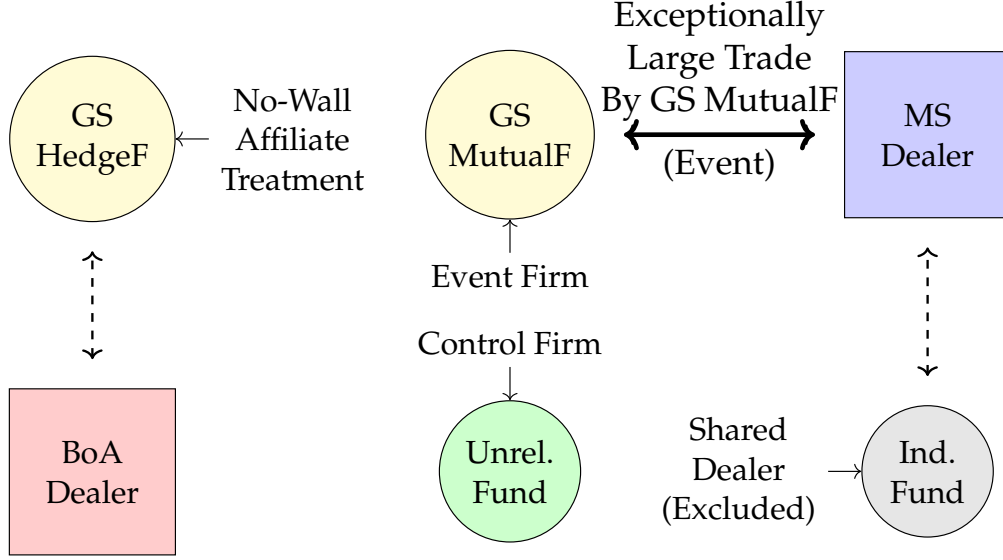 GS
HedgeF
No-Wall
Affiliate
Treatment
GS
MutualF
Exceptionally
Large Trade
By GS MutualF
(Event)
MS
Dealer
Event Firm
Control Firm
BoA
Dealer
Unrel.
Fund
Shared
Dealer
(Excluded)
Ind.
Fund